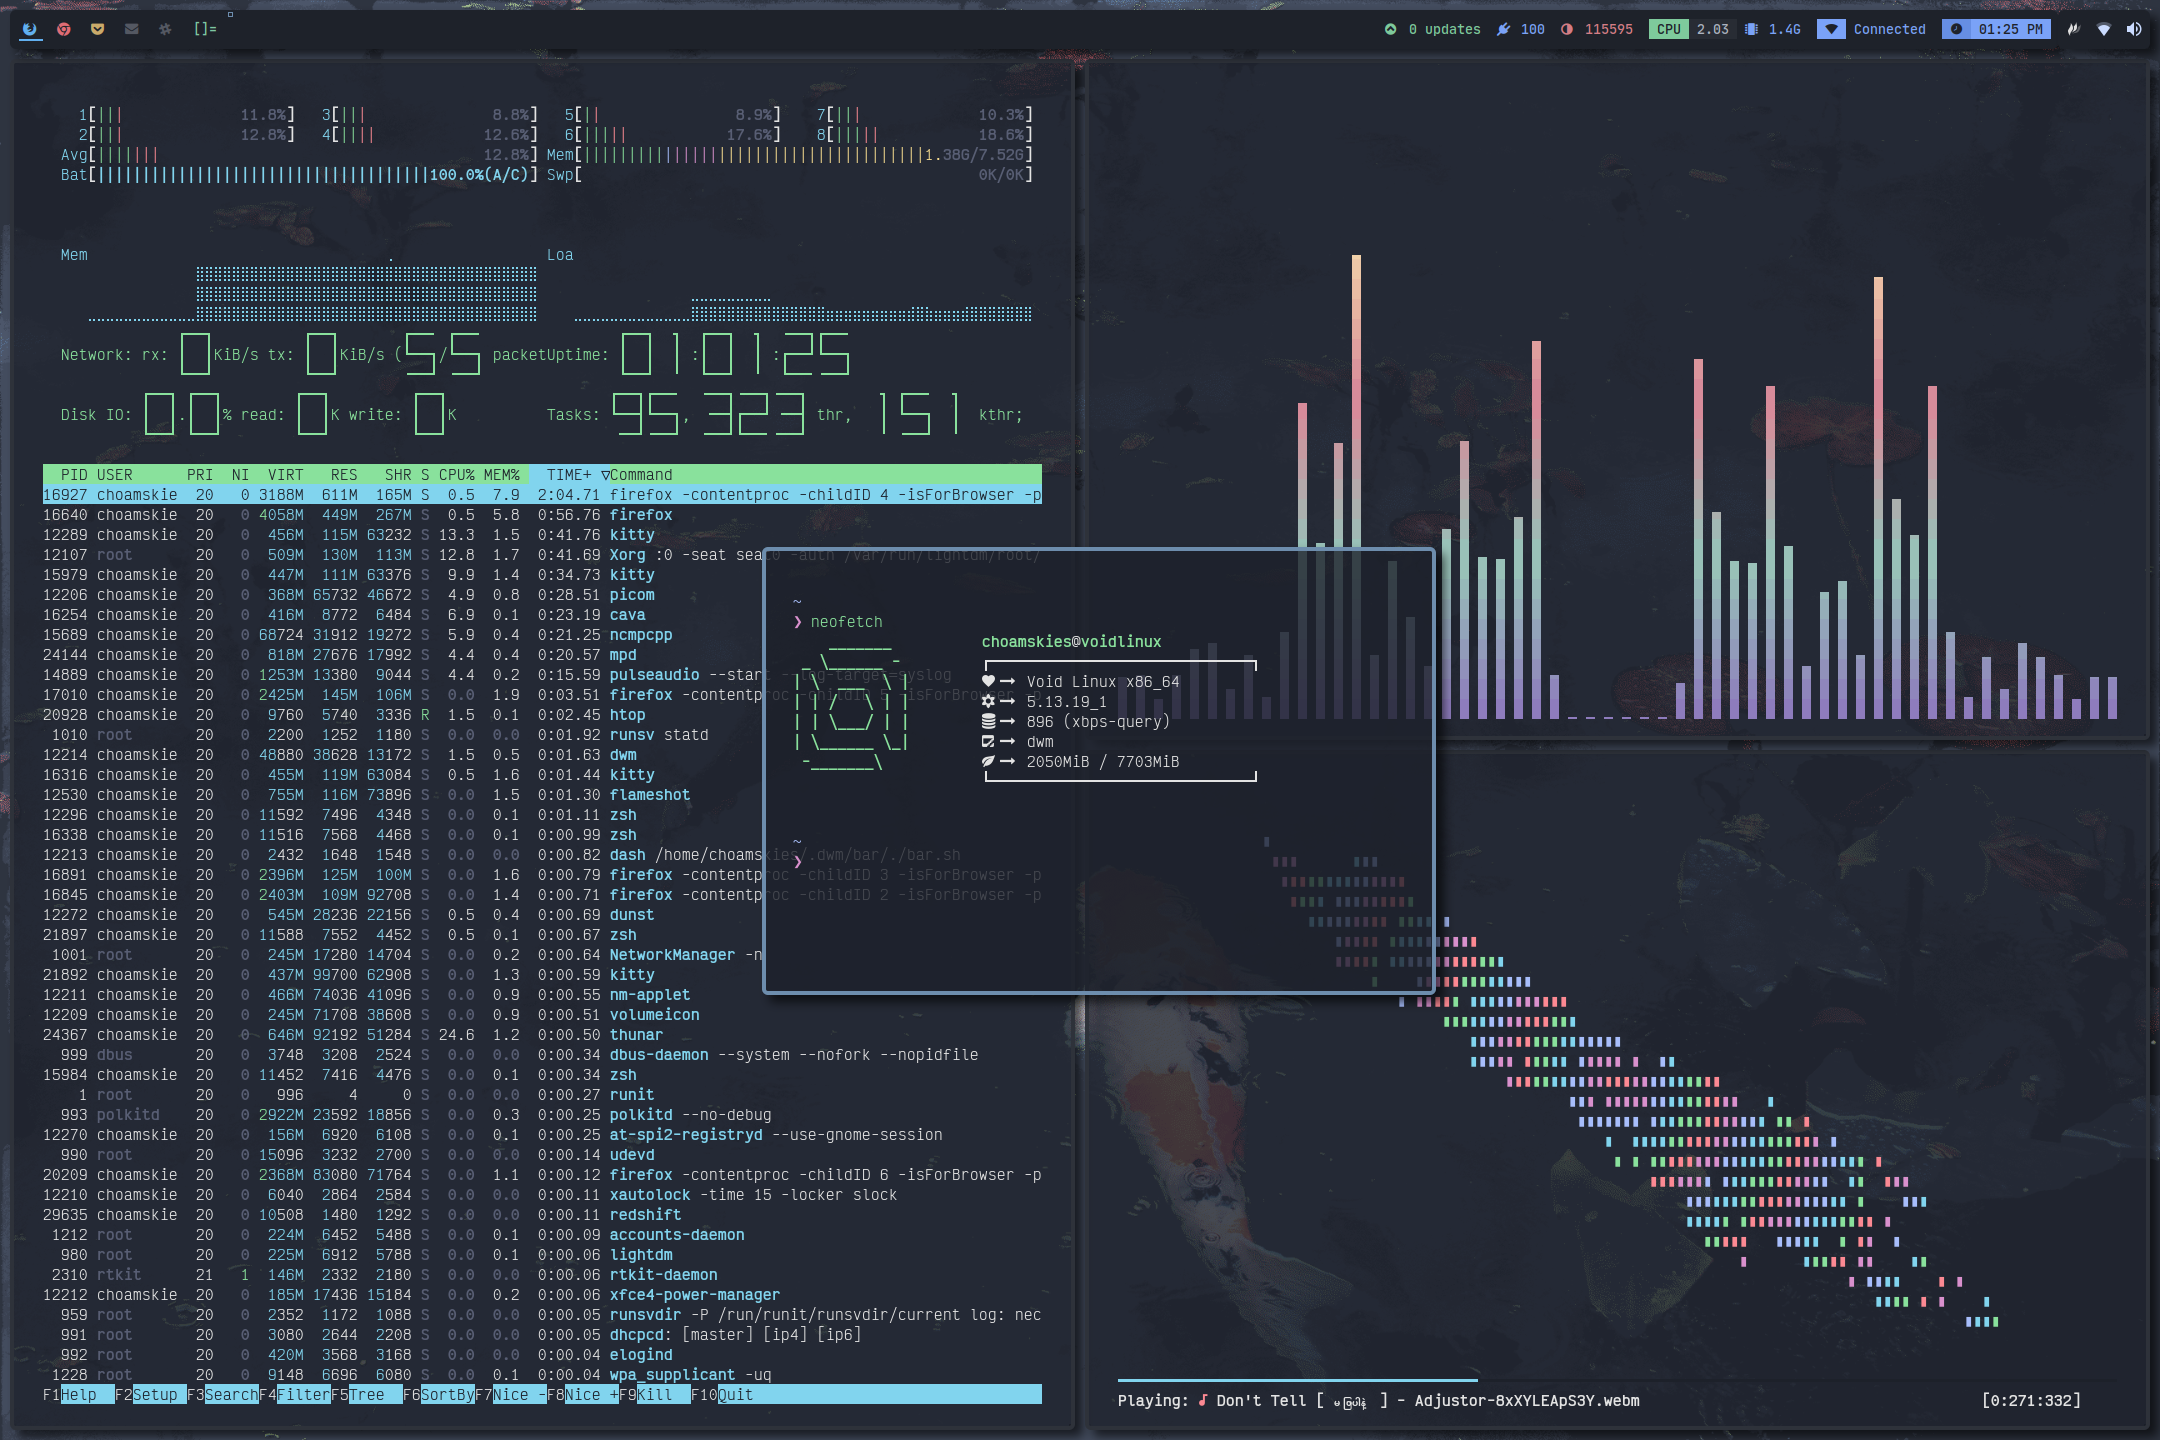 []=
0 updates 100 115595 CPU 2.03 1.4G Connected 01:25 PM
1[||| 11.8%] 3[||| 8.8%] 5[|| 8.9%] 7[||| 10.3%]
2[||| 12.8%] 4[|||| 12.6%] 6[||||| 17.6%] 8[||||| 18.6%]
Avg[||||||| 12.8%] Mem[||||||||||||||||||||||||||||||||||||||1.38G/7.52G]
Bat[|||||||||||||||||||||||||||||||||||||100.0%(A/C)] Swp[ 0K/0K]
Mem Loa
Network: rx: 0KiB/s tx: 0KiB/s (5/5 packetUptime: 01:01:25
Disk IO: 0.0% read: 0K write: 0K Tasks: 95, 323 thr, 151 kthr;
PID USER PRI NI VIRT RES SHR S CPU% MEM% TIME+ ▽Command
16927 choamskie 20 0 3188M 611M 165M S 0.5 7.9 2:04.71 firefox -contentproc -childID 4 -isForBrowser -p
16640 choamskie 20 0 4058M 449M 267M S 0.5 5.8 0:56.76 firefox
12289 choamskie 20 0 456M 115M 63232 S 13.3 1.5 0:41.76 kitty
12107 root 20 0 509M 130M 113M S 12.8 1.7 0:41.69 Xorg :0 -seat seat0 -auth /var/run/lightdm/root/
15979 choamskie 20 0 447M 111M 63376 S 9.9 1.4 0:34.73 kitty
12206 choamskie 20 0 368M 65732 46672 S 4.9 0.8 0:28.51 picom
16254 choamskie 20 0 416M 8772 6484 S 6.9 0.1 0:23.19 cava
15689 choamskie 20 0 68724 31912 19272 S 5.9 0.4 0:21.25 ncmpcpp
24144 choamskie 20 0 818M 27676 17992 S 4.4 0.4 0:20.57 mpd
14889 choamskie 20 0 1253M 13380 9044 S 4.4 0.2 0:15.59 pulseaudio --start --log-target=syslog
17010 choamskie 20 0 2425M 145M 106M S 0.0 1.9 0:03.51 firefox -contentproc -childID 5 -isForBrowser -p
20928 choamskie 20 0 9760 5740 3336 R 1.5 0.1 0:02.45 htop
1010 root 20 0 2200 1252 1180 S 0.0 0.0 0:01.92 runsv statd
12214 choamskie 20 0 48880 38628 13172 S 1.5 0.5 0:01.63 dwm
16316 choamskie 20 0 455M 119M 63084 S 0.5 1.6 0:01.44 kitty
12530 choamskie 20 0 755M 116M 73896 S 0.0 1.5 0:01.30 flameshot
12296 choamskie 20 0 11592 7496 4348 S 0.0 0.1 0:01.11 zsh
16338 choamskie 20 0 11516 7568 4468 S 0.0 0.1 0:00.99 zsh
12213 choamskie 20 0 2432 1648 1548 S 0.0 0.0 0:00.82 dash /home/choamskies/.dwm/bar/./bar.sh
16891 choamskie 20 0 2396M 125M 100M S 0.0 1.6 0:00.79 firefox -contentproc -childID 3 -isForBrowser -p
16845 choamskie 20 0 2403M 109M 92708 S 0.0 1.4 0:00.71 firefox -contentproc -childID 2 -isForBrowser -p
12272 choamskie 20 0 545M 28236 22156 S 0.5 0.4 0:00.69 dunst
21897 choamskie 20 0 11588 7552 4452 S 0.5 0.1 0:00.67 zsh
1001 root 20 0 245M 17280 14704 S 0.0 0.2 0:00.64 NetworkManager -n
21892 choamskie 20 0 437M 99700 62908 S 0.0 1.3 0:00.59 kitty
12211 choamskie 20 0 466M 74036 41096 S 0.0 0.9 0:00.55 nm-applet
12209 choamskie 20 0 245M 71708 38608 S 0.0 0.9 0:00.51 volumeicon
24367 choamskie 20 0 646M 92192 51284 S 24.6 1.2 0:00.50 thunar
999 dbus 20 0 3748 3208 2524 S 0.0 0.0 0:00.34 dbus-daemon --system --nofork --nopidfile
15984 choamskie 20 0 11452 7416 4476 S 0.0 0.1 0:00.34 zsh
1 root 20 0 996 4 0 S 0.0 0.0 0:00.27 runit
993 polkitd 20 0 2922M 23592 18856 S 0.0 0.3 0:00.25 polkitd --no-debug
12270 choamskie 20 0 156M 6920 6108 S 0.0 0.1 0:00.25 at-spi2-registryd --use-gnome-session
990 root 20 0 15096 3232 2700 S 0.0 0.0 0:00.14 udevd
20209 choamskie 20 0 2368M 83080 71764 S 0.0 1.1 0:00.12 firefox -contentproc -childID 6 -isForBrowser -p
12210 choamskie 20 0 6040 2864 2584 S 0.0 0.0 0:00.11 xautolock -time 15 -locker slock
29635 choamskie 20 0 10508 1480 1292 S 0.0 0.0 0:00.11 redshift
1212 root 20 0 224M 6452 5488 S 0.0 0.1 0:00.09 accounts-daemon
980 root 20 0 225M 6912 5788 S 0.0 0.1 0:00.06 lightdm
2310 rtkit 21 1 146M 2332 2180 S 0.0 0.0 0:00.06 rtkit-daemon
12212 choamskie 20 0 185M 17436 15184 S 0.0 0.2 0:00.06 xfce4-power-manager
959 root 20 0 2352 1172 1088 S 0.0 0.0 0:00.05 runsvdir -P /run/runit/runsvdir/current log: nec
991 root 20 0 3080 2644 2208 S 0.0 0.0 0:00.05 dhcpcd: [master] [ip4] [ip6]
992 root 20 0 420M 3568 3168 S 0.0 0.0 0:00.04 elogind
1228 root 20 0 9148 6696 6080 S 0.0 0.1 0:00.04 wpa_supplicant -uq
F1Help F2Setup F3SearchF4FilterF5Tree F6SortByF7Nice -F8Nice +F9Kill F10Quit
~
❯ neofetch
choamskies@voidlinux
Void Linux x86_64
5.13.19_1
896 (xbps-query)
dwm
2050MiB / 7703MiB
~
❯
Playing: Don't Tell [ ] - Adjustor-8xXYLEApS3Y.webm [0:271:332]